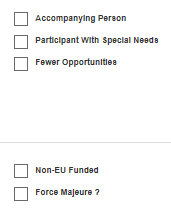 Accompanying Person
Participant With Special Needs
Fewer Opportunities
Non-EU Funded
Force Majeure ?